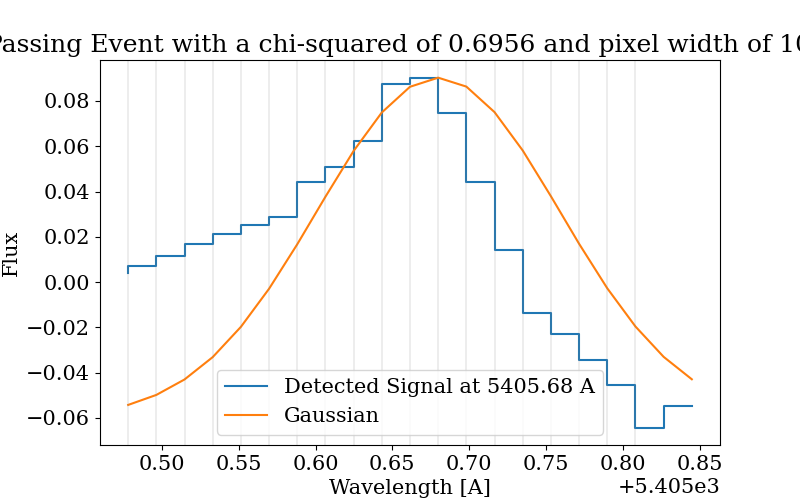 Passing Event with a chi-squared of 0.6956 and pixel width of 10
Flux
0.08
0.06
0.04
0.02
0.00
−0.02
−0.04
−0.06
Detected Signal at 5405.68 A
Gaussian
0.50 0.55 0.60 0.65 0.70 0.75 0.80 0.85
+5.405e3
Wavelength [A]